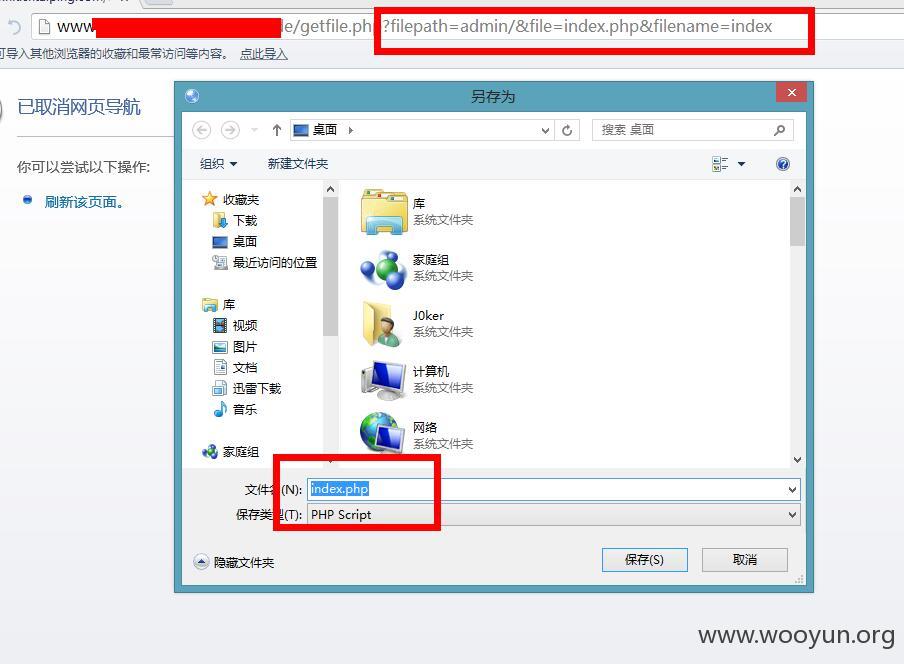 www. le/getfile.php?filepath=admin/&file=index.php&filename=index
可导入其他浏览器的收藏和最常访问等内容。 点此导入
已取消网页导航
你可以尝试以下操作:
刷新该页面。
另存为
桌面
搜索 桌面
组织
新建文件夹
收藏夹
下载
桌面
最近访问的位置
库
视频
图片
文档
迅雷下载
音乐
家庭组
库
系统文件夹
家庭组
系统文件夹
J0ker
系统文件夹
计算机
系统文件夹
网络
系统文件夹
文件名(N): index.php
保存类型(T): PHP Script
隐藏文件夹
保存(S)
取消
www.wooyun.org